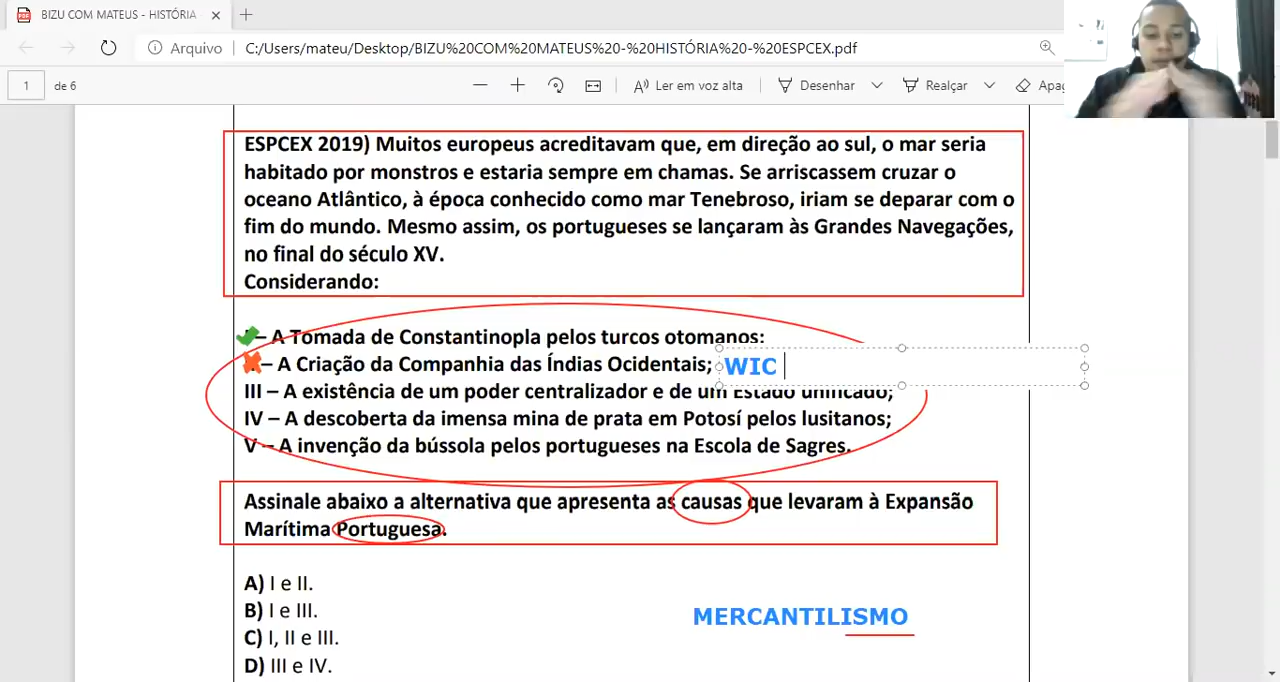 BIZU COM MATEUS - HISTÓRIA
Arquivo C:/Users/mateu/Desktop/BIZU%20COM%20MATEUS%20-%20HISTÓRIA%20-%20ESPCEX.pdf
1 de 6 Ler em voz alta Desenhar Realçar Apag
ESPCEX 2019) Muitos europeus acreditavam que, em direção ao sul, o mar seria
habitado por monstros e estaria sempre em chamas. Se arriscassem cruzar o
oceano Atlântico, à época conhecido como mar Tenebroso, iriam se deparar com o
fim do mundo. Mesmo assim, os portugueses se lançaram às Grandes Navegações,
no final do século XV.
Considerando:
– A Tomada de Constantinopla pelos turcos otomanos:
– A Criação da Companhia das Índias Ocidentais; WIC
III – A existência de um poder centralizador e de um Estado unificado;
IV – A descoberta da imensa mina de prata em Potosí pelos lusitanos;
V – A invenção da bússola pelos portugueses na Escola de Sagres.
Assinale abaixo a alternativa que apresenta as causas que levaram à Expansão
Marítima Portuguesa.
A) I e II.
B) I e III.
C) I, II e III.
D) III e IV.
MERCANTILISMO